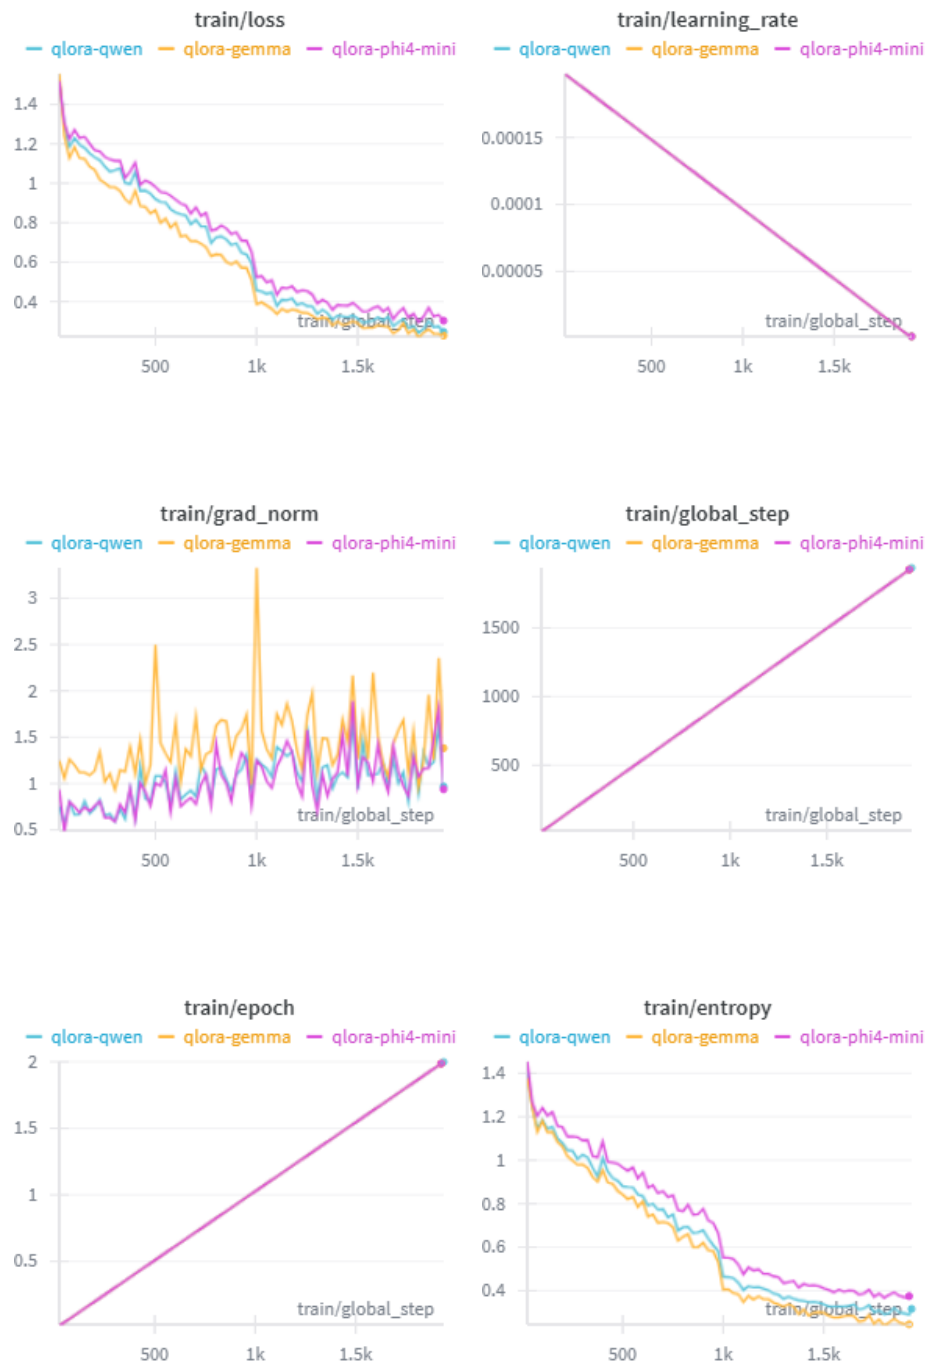 train/loss
qlora-qwen qlora-gemma qlora-phi4-mini
1.4
1.2
1
0.8
0.6
0.4
train/global_step
500 1k 1.5k
train/learning_rate
qlora-qwen qlora-gemma qlora-phi4-mini
0.00015
0.0001
0.00005
train/global_step
500 1k 1.5k
train/grad_norm
qlora-qwen qlora-gemma qlora-phi4-mini
3
2.5
2
1.5
1
0.5
train/global_step
500 1k 1.5k
train/global_step
qlora-qwen qlora-gemma qlora-phi4-mini
1500
1000
500
train/global_step
500 1k 1.5k
train/epoch
qlora-qwen qlora-gemma qlora-phi4-mini
2
1.5
1
0.5
train/global_step
500 1k 1.5k
train/entropy
qlora-qwen qlora-gemma qlora-phi4-mini
1.4
1.2
1
0.8
0.6
0.4
train/global_step
500 1k 1.5k